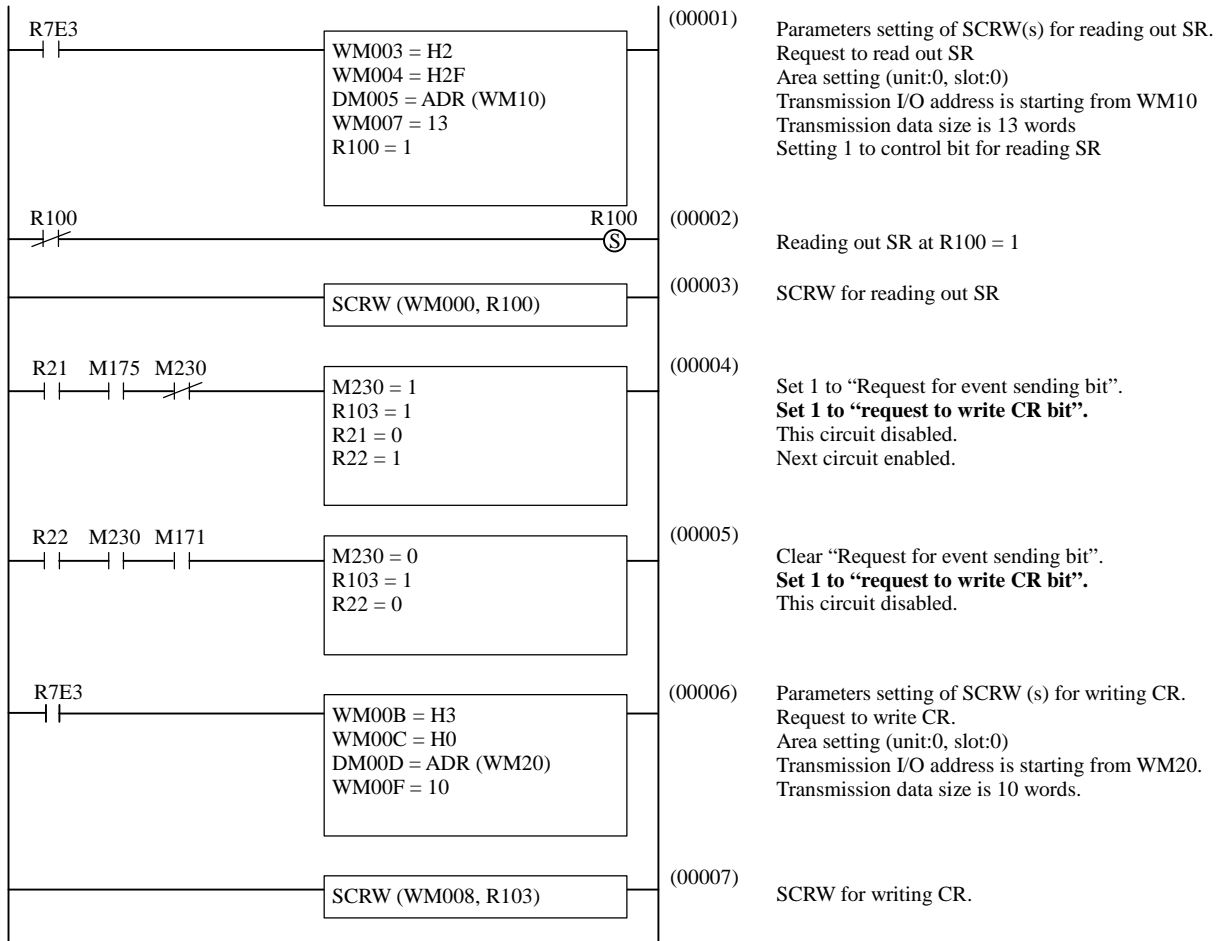 R7E3
(00001)
WM003 = H2
WM004 = H2F
DM005 = ADR (WM10)
WM007 = 13
R100 = 1
Parameters setting of SCRW(s) for reading out SR.
Request to read out SR
Area setting (unit:0, slot:0)
Transmission I/O address is starting from WM10
Transmission data size is 13 words
Setting 1 to control bit for reading SR
R100 R100 (00002)
S
Reading out SR at R100 = 1
(00003)
SCRW (WM000, R100)
SCRW for reading out SR
R21 M175 M230 (00004)
M230 = 1
R103 = 1
R21 = 0
R22 = 1
Set 1 to “Request for event sending bit”.
Set 1 to “request to write CR bit”.
This circuit disabled.
Next circuit enabled.
R22 M230 M171 (00005)
M230 = 0
R103 = 1
R22 = 0
Clear “Request for event sending bit”.
Set 1 to “request to write CR bit”.
This circuit disabled.
R7E3 (00006)
WM00B = H3
WM00C = H0
DM00D = ADR (WM20)
WM00F = 10
Parameters setting of SCRW (s) for writing CR.
Request to write CR.
Area setting (unit:0, slot:0)
Transmission I/O address is starting from WM20.
Transmission data size is 10 words.
(00007)
SCRW (WM008, R103)
SCRW for writing CR.